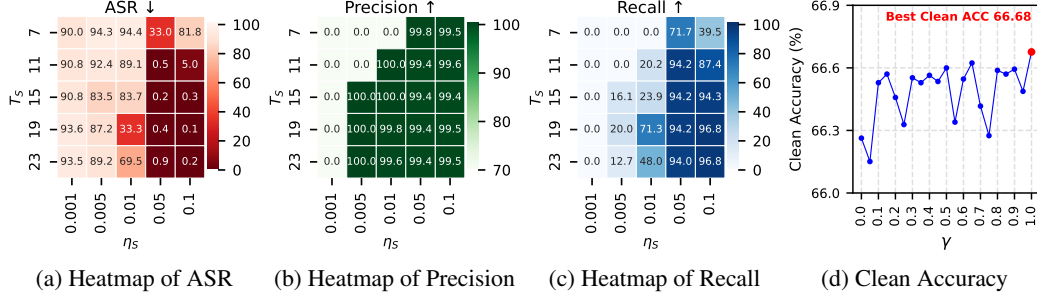 ASR ↓
T_S
7
11
15
19
23
90.0 94.3 94.4 33.0 81.8
90.8 92.4 89.1 0.5 5.0
90.8 83.5 83.7 0.2 0.3
93.6 87.2 33.3 0.4 0.1
93.5 89.2 69.5 0.9 0.2
0.001 0.005 0.01 0.05 0.1
η_S
100
80
60
40
20
0
(a) Heatmap of ASR
Precision ↑
0.0 0.0 0.0 99.8 99.5
0.0 0.0 100.0 99.6 99.4
0.0 100.0 100.0 99.4 99.5
0.0 100.0 99.8 99.4 99.5
0.0 100.0 99.6 99.4 99.5
0.001 0.005 0.01 0.05 0.1
η_S
100
90
80
70
(b) Heatmap of Precision
Recall ↑
T_S
7
11
15
19
23
0.0 0.0 0.0 71.7 39.5
0.0 0.0 20.2 94.2 87.4
0.0 16.1 23.9 94.2 94.3
0.0 20.0 71.3 94.2 96.8
0.0 12.7 48.0 94.0 96.8
0.001 0.005 0.01 0.05 0.1
η_S
100
80
60
40
20
0
(c) Heatmap of Recall
Clean Accuracy (%)
66.9
66.6
66.3
66.0
Best Clean ACC 66.68
0.0 0.1 0.2 0.3 0.4 0.5 0.6 0.7 0.8 0.9 1.0
γ
(d) Clean Accuracy